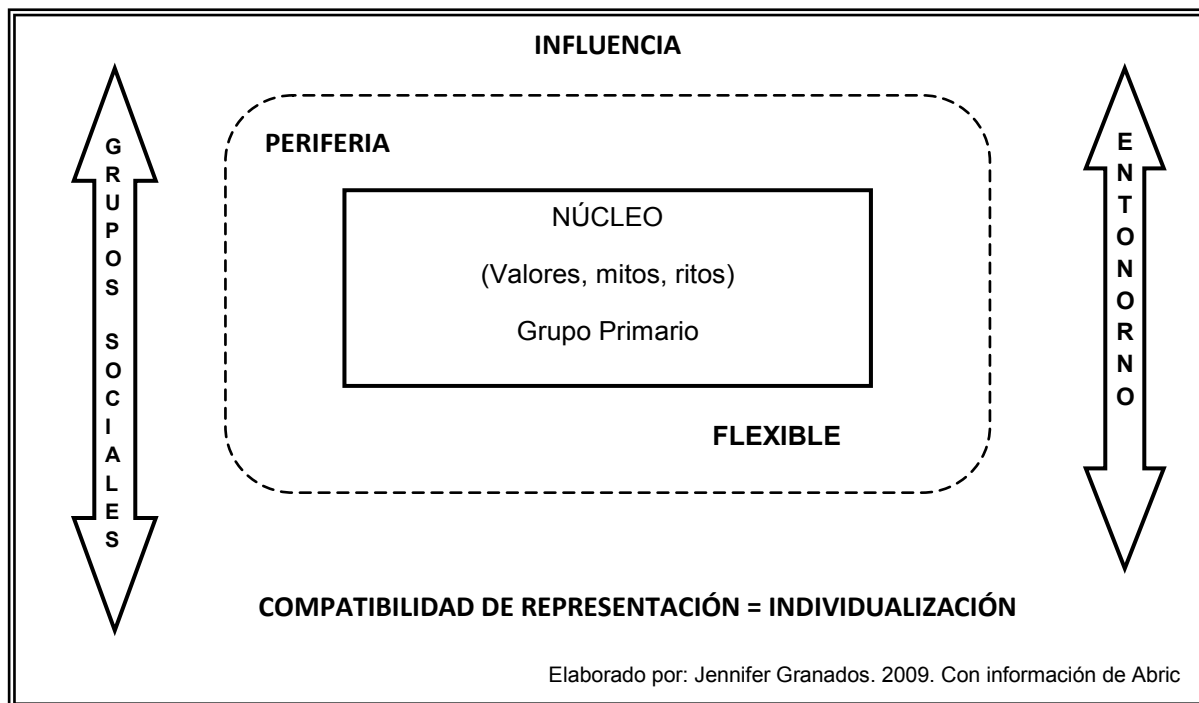 INFLUENCIA
GRUPOS SOCIALES
PERIFERIA
NÚCLEO
(Valores, mitos, ritos)
Grupo Primario
FLEXIBLE
ENTONORNO
COMPATIBILIDAD DE REPRESENTACIÓN = INDIVIDUALIZACIÓN
Elaborado por: Jennifer Granados. 2009. Con información de Abric